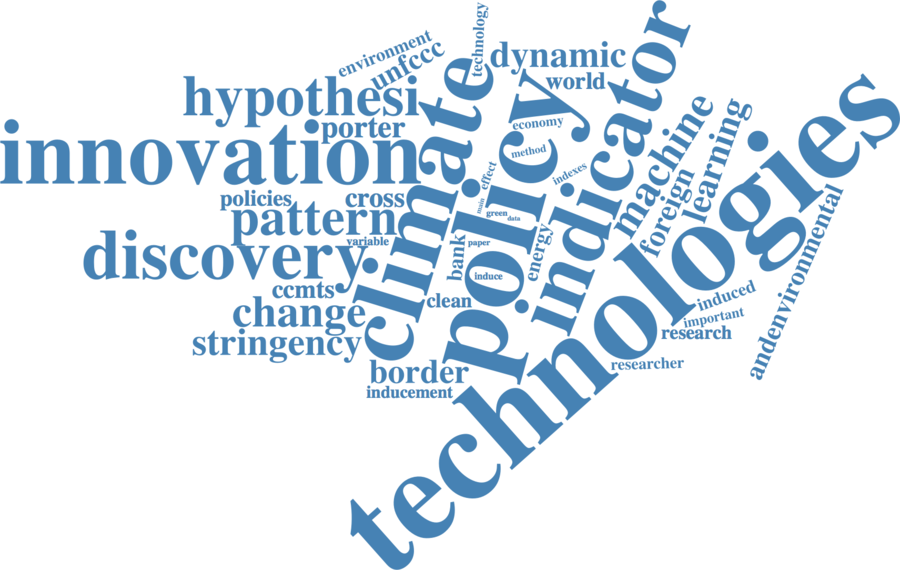 technology
environment
unfccc
dynamic
world
hypothesi
climate
policy
indicator
technologies
economy
porter
innovation
method
machine
learning
effect
indexes
foreign
policies
cross
main
green
data
pattern
variable
bank
paper
energy
discovery
induce
andenvironmental
ccmts
clean
change
induced
important
stringency
research
border
researcher
inducement